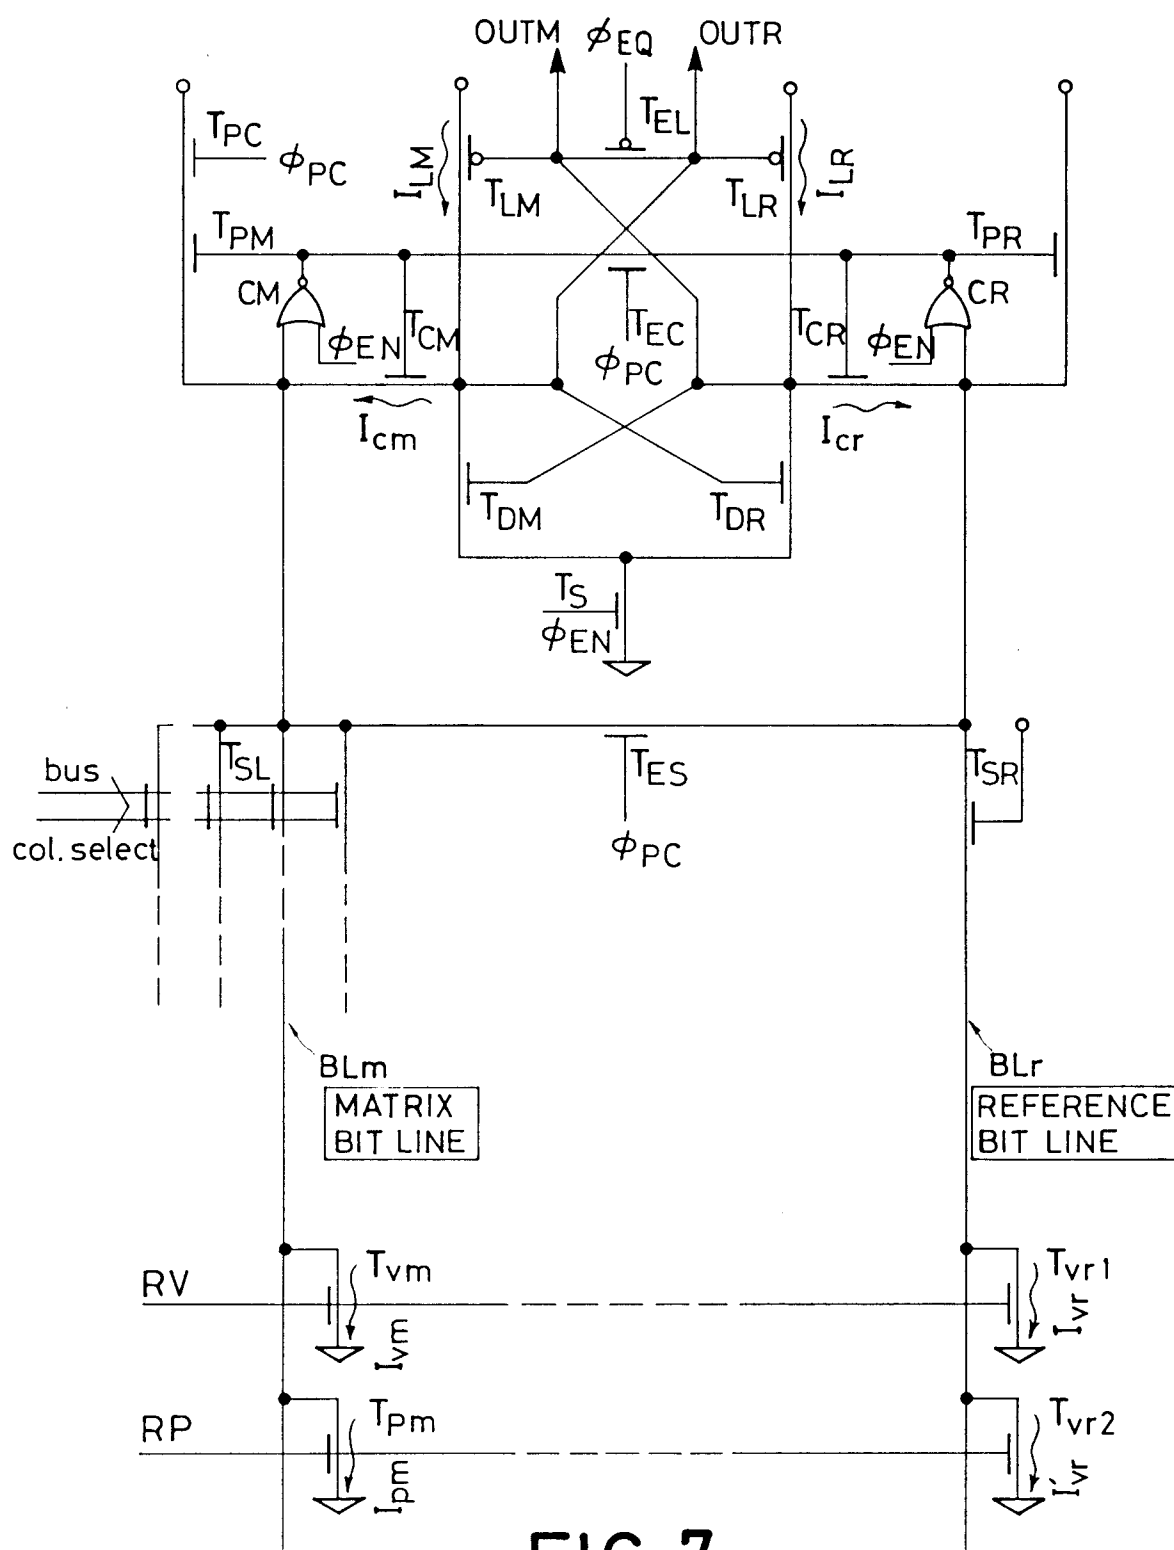 OUTM ϕEQ OUTR
TPC ϕPC
TEL
ILM
TLM
TLR
ILR
TPM
TPR
CM
CR
ϕEN
TCM
TEC
ϕPC
TCR
ϕEN
Icm
Icr
TDM
TDR
TS
ϕEN
bus
col.select
TSL
TES
ϕPC
TSR
BLm
MATRIX
BIT LINE
BLr
REFERENCE
BIT LINE
RV
Tvm
Ivm
Tvr1
Ivr
RP
Tpm
Ipm
Tvr2
I'vr
FIG. 7